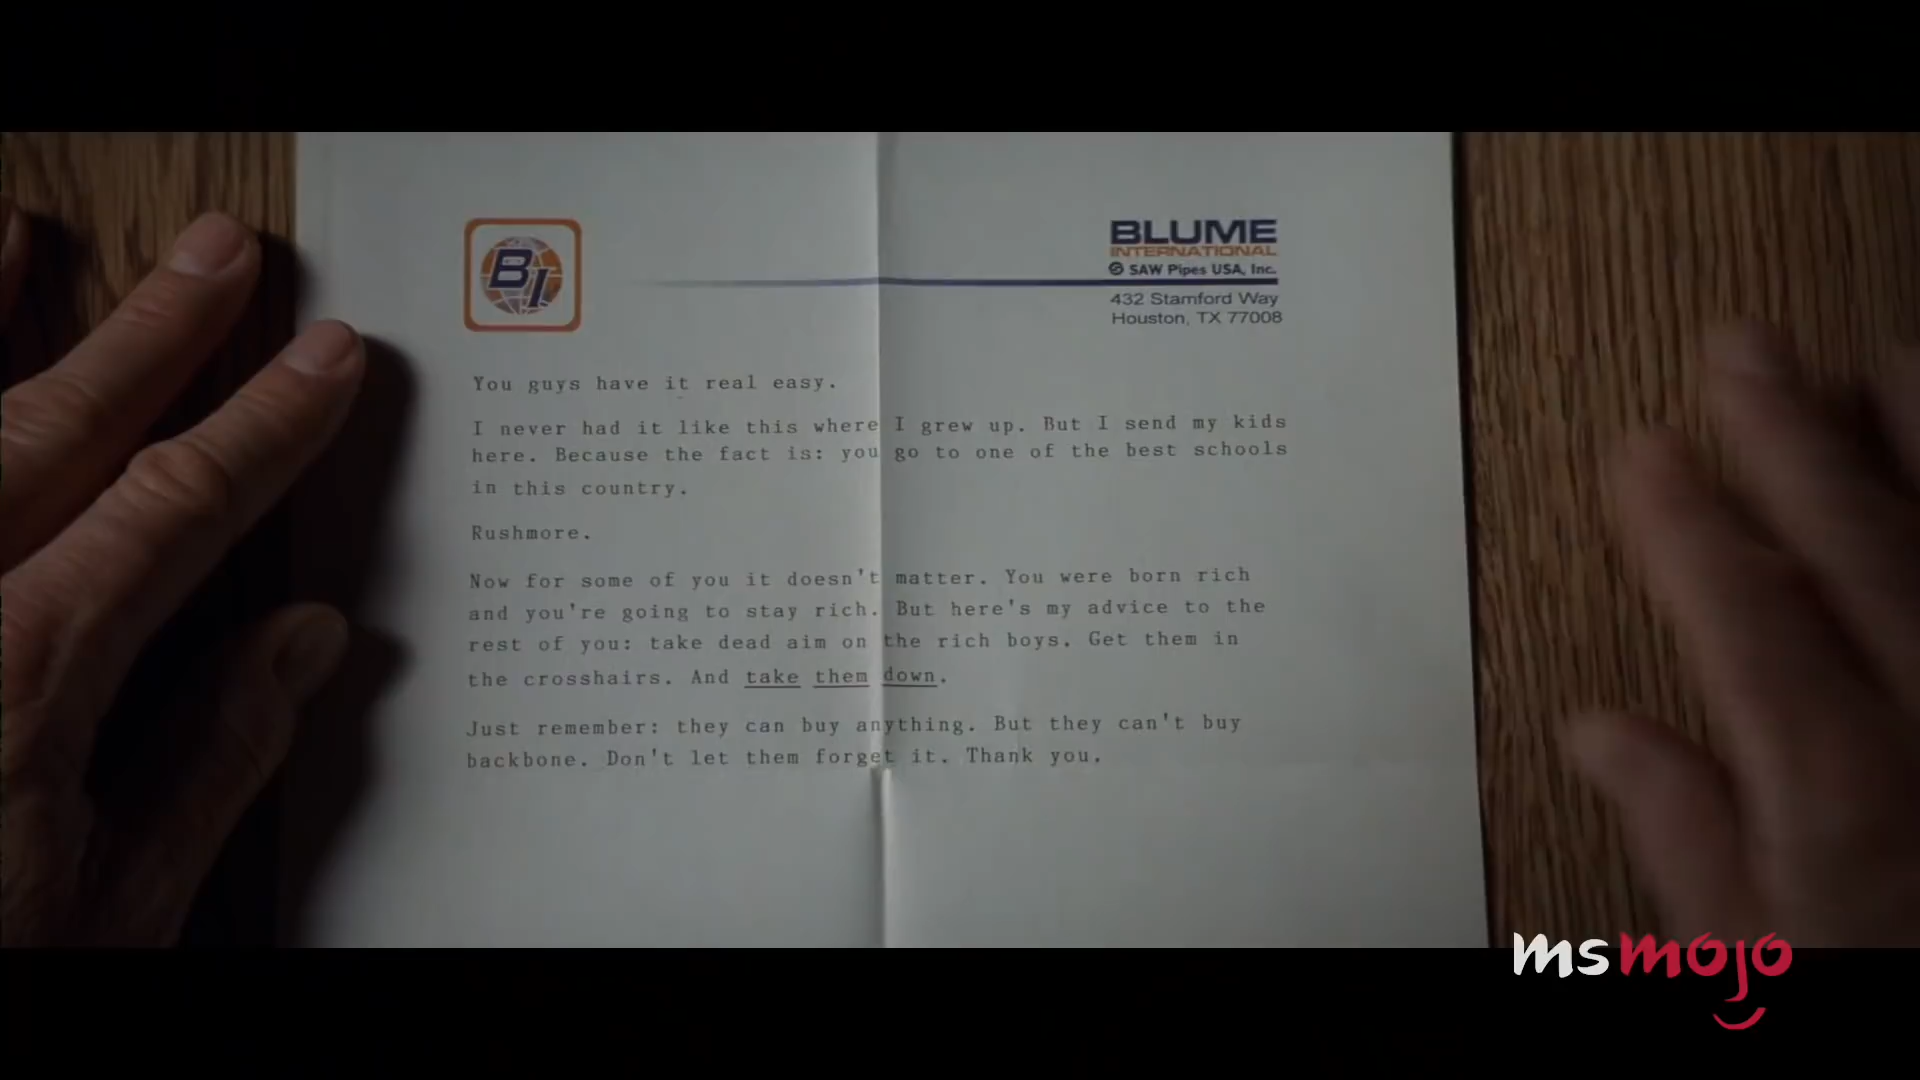 BI
BLUME
INTERNATIONAL
SAW Pipes USA, Inc.
432 Stamford Way
Houston, TX 77008
You guys have it real easy.
I never had it like this where I grew up. But I send my kids
here. Because the fact is: you go to one of the best schools
in this country.
Rushmore.
Now for some of you it doesn't matter. You were born rich
and you're going to stay rich. But here's my advice to the
rest of you: take dead aim on the rich boys. Get them in
the crosshairs. And take them down.
Just remember: they can buy anything. But they can't buy
backbone. Don't let them forget it. Thank you.
msmojo